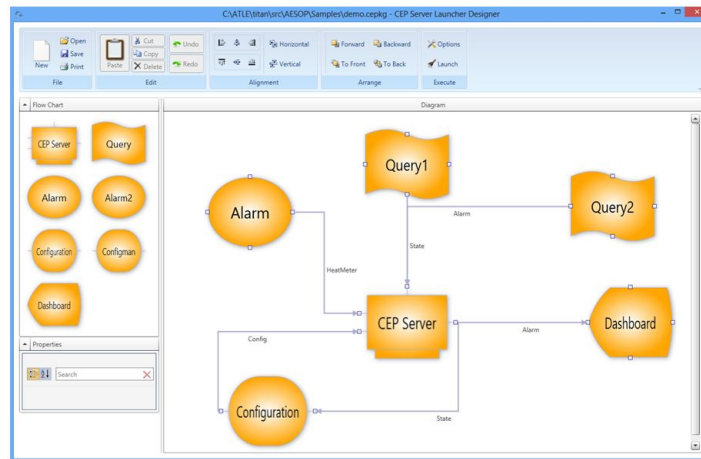 C:\ATLE\titan\src\AESOP\Samples\demo.cepkg - CEP Server Launcher Designer
New
Open
Save
Print
File
Paste
Cut
Copy
Delete
Undo
Redo
Edit
Horizontal
Vertical
Alignment
Forward
Backward
To Front
To Back
Arrange
Options
Launch
Execute
Flow Chart
CEP Server
Query
Alarm
Alarm2
Configuration
Configman
Dashboard
Properties
Search
Diagram
Query1
Alarm
Query2
Alarm
State
HeatMeter
CEP Server
Dashboard
Config
Alarm
Configuration
State